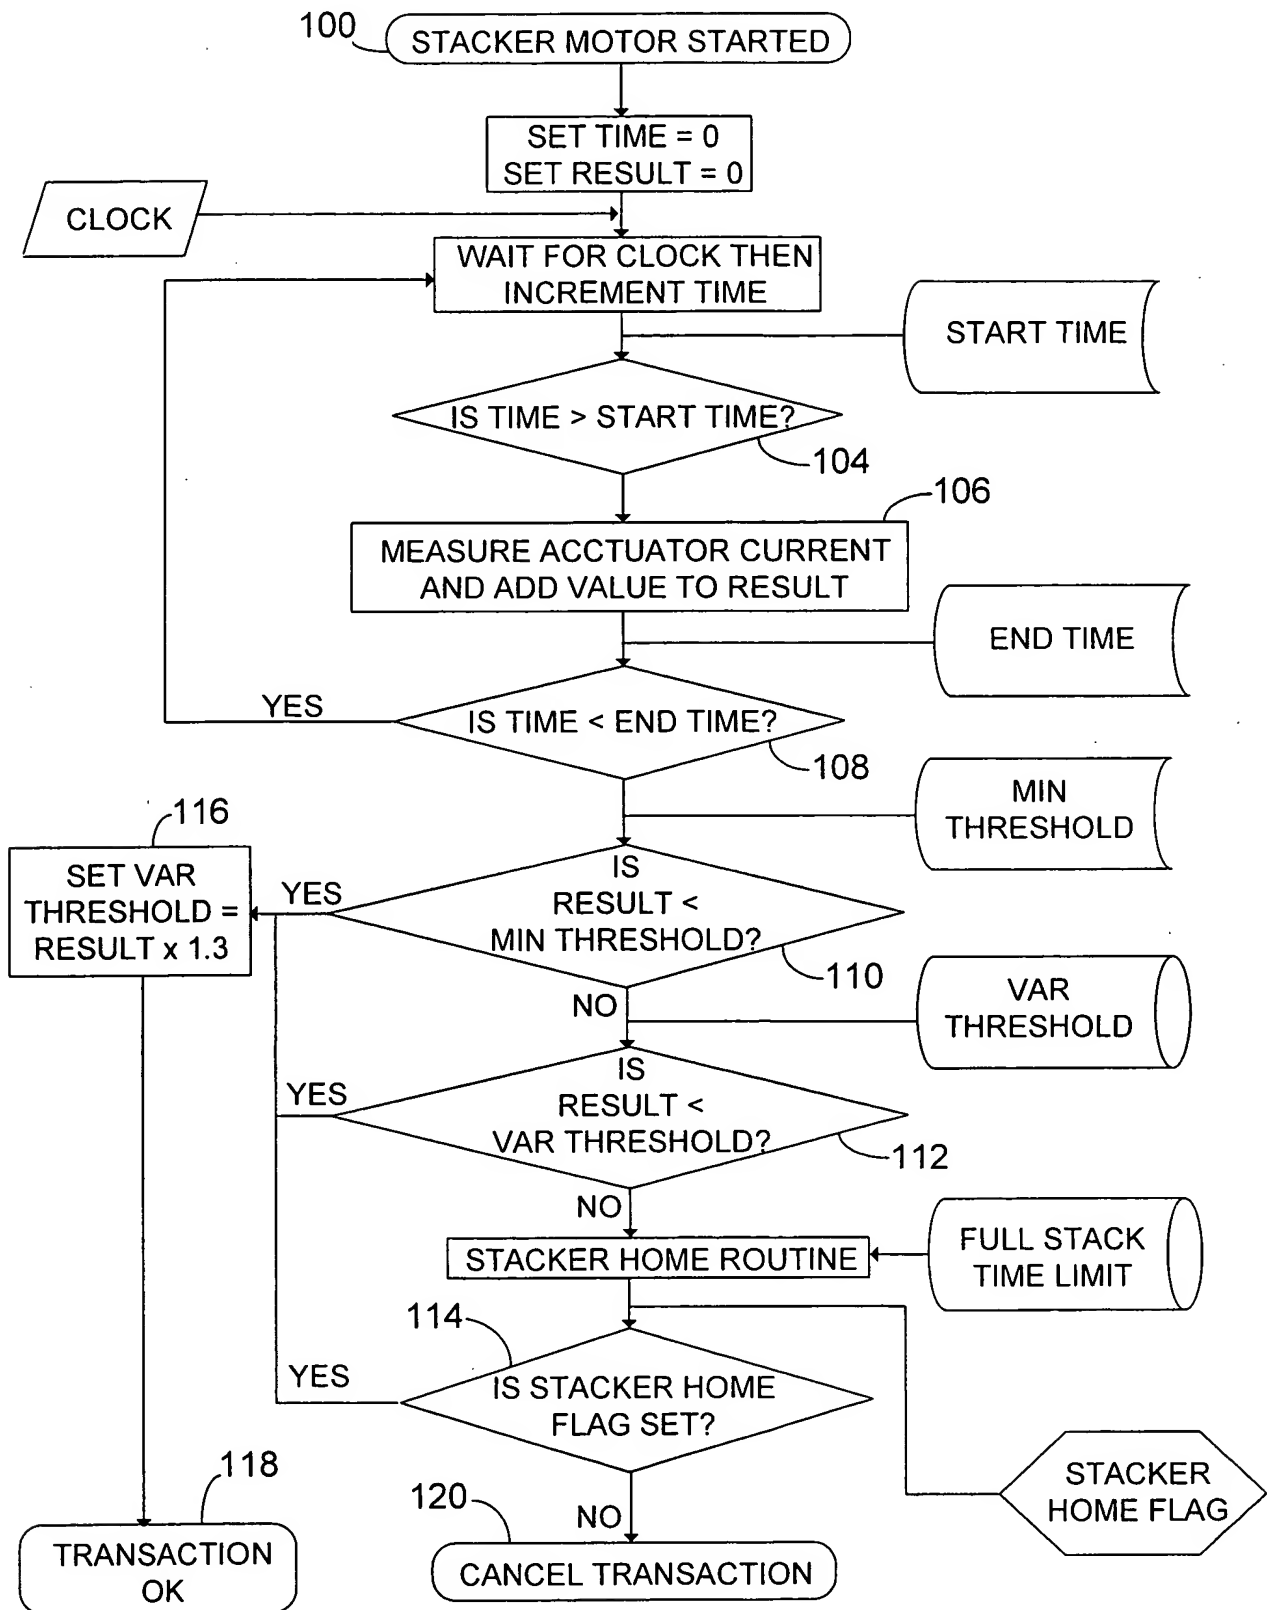 100
STACKER MOTOR STARTED
SET TIME = 0
SET RESULT = 0
CLOCK
WAIT FOR CLOCK THEN
INCREMENT TIME
START TIME
IS TIME > START TIME?
104
106
MEASURE ACCTUATOR CURRENT
AND ADD VALUE TO RESULT
END TIME
YES
IS TIME < END TIME?
108
MIN
THRESHOLD
116
SET VAR
THRESHOLD =
RESULT x 1.3
YES
IS
RESULT <
MIN THRESHOLD?
110
NO
VAR
THRESHOLD
YES
IS
RESULT <
VAR THRESHOLD?
112
NO
STACKER HOME ROUTINE
FULL STACK
TIME LIMIT
114
YES
IS STACKER HOME
FLAG SET?
STACKER
HOME FLAG
118
TRANSACTION
OK
120
NO
CANCEL TRANSACTION